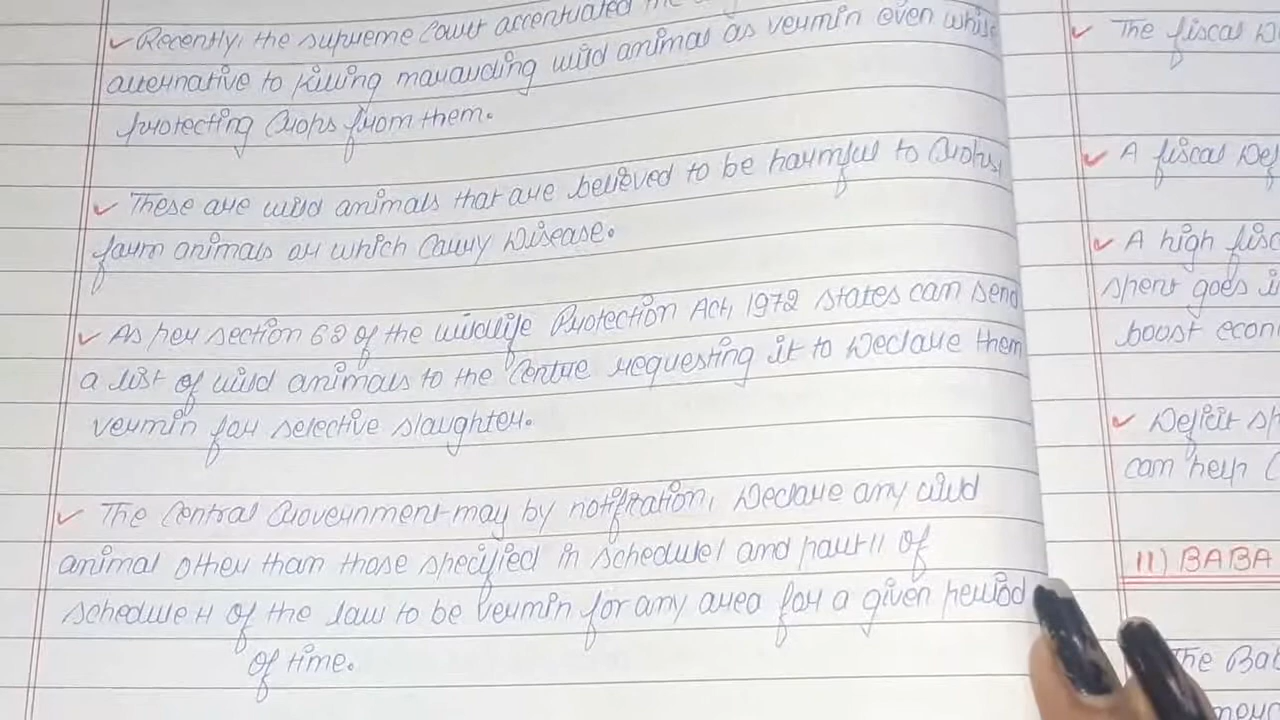 Recently, the supreme Court accentuated the
alternative to killing marauding wild animal as vermin even while
protecting Crops from them.
These are wild animals that are believed to be harmful to Crops,
farm animals or which Carry Disease.
As per section 62 of the wildlife Protection Act, 1972 states can send
a list of wild animals to the Centre requesting it to Declare them
vermin for selective slaughter.
The Central Government may by notification, Declare any wild
animal other than those specified in schedule I and part II of
schedule II of the law to be vermin for any area for a given period
of time.
The fiscal D
A fiscal Def
A high fisc
spent goes i
boost econ
Deficit sp
can help
11) BABA
The Bab